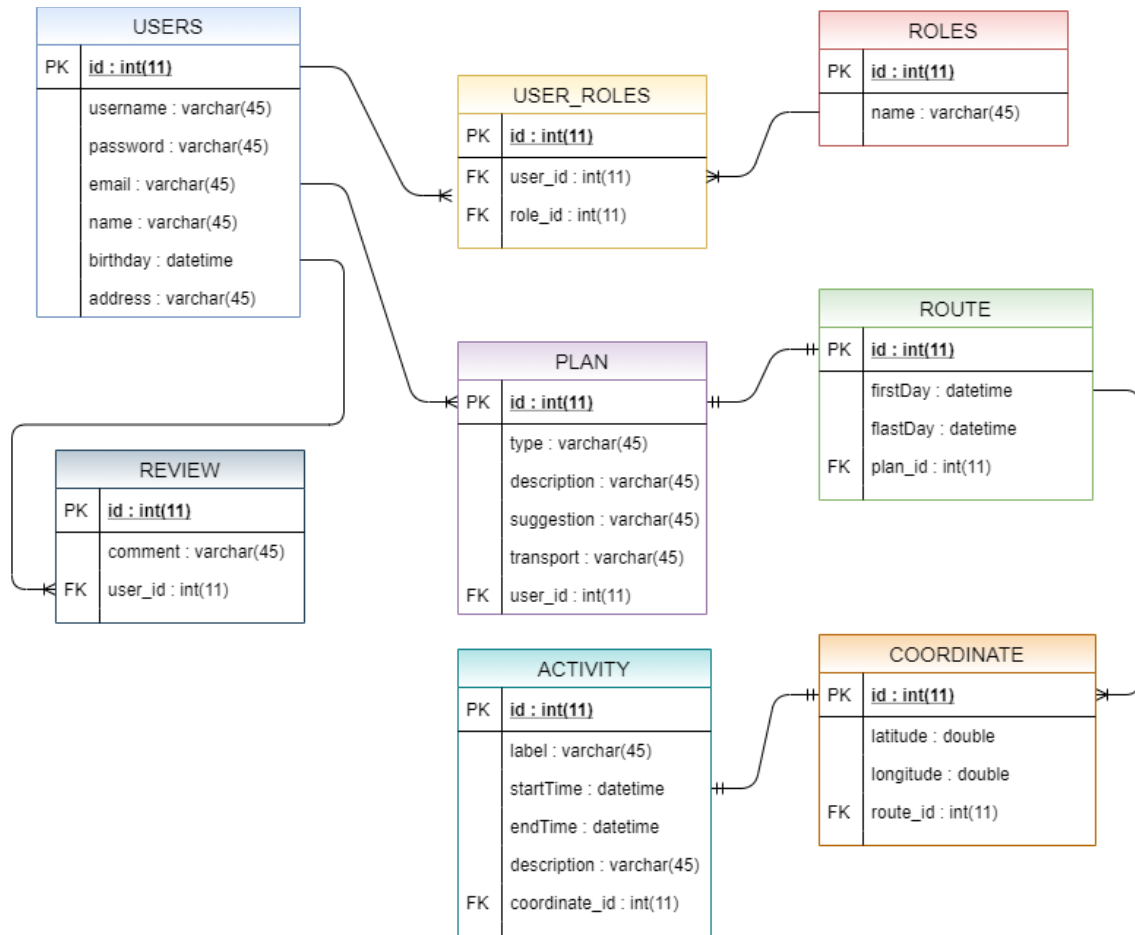 USERS
PK id : int(11)
username : varchar(45)
password : varchar(45)
email : varchar(45)
name : varchar(45)
birthday : datetime
address : varchar(45)
USER_ROLES
PK id : int(11)
FK user_id : int(11)
FK role_id : int(11)
ROLES
PK id : int(11)
name : varchar(45)
PLAN
PK id : int(11)
type : varchar(45)
description : varchar(45)
suggestion : varchar(45)
transport : varchar(45)
FK user_id : int(11)
ROUTE
PK id : int(11)
firstDay : datetime
flastDay : datetime
FK plan_id : int(11)
REVIEW
PK id : int(11)
comment : varchar(45)
FK user_id : int(11)
ACTIVITY
PK id : int(11)
label : varchar(45)
startTime : datetime
endTime : datetime
description : varchar(45)
FK coordinate_id : int(11)
COORDINATE
PK id : int(11)
latitude : double
longitude : double
FK route_id : int(11)